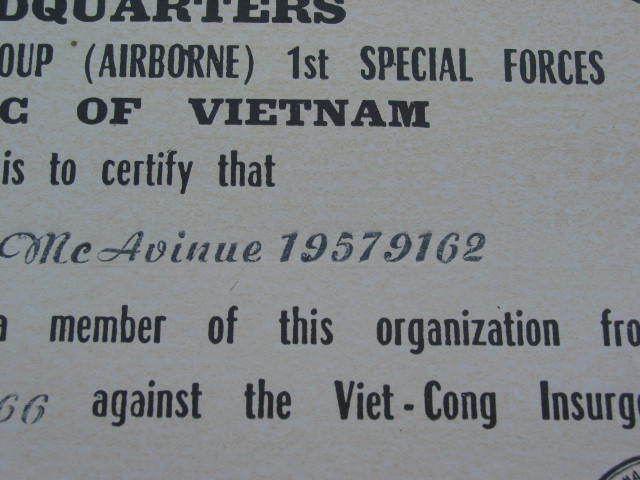 DQUARTERS
OUP (AIRBORNE) 1st SPECIAL FORCES
C OF VIETNAM
is to certify that
McAvinue 19579162
a member of this organization fro
66 against the Viet-Cong Insurge